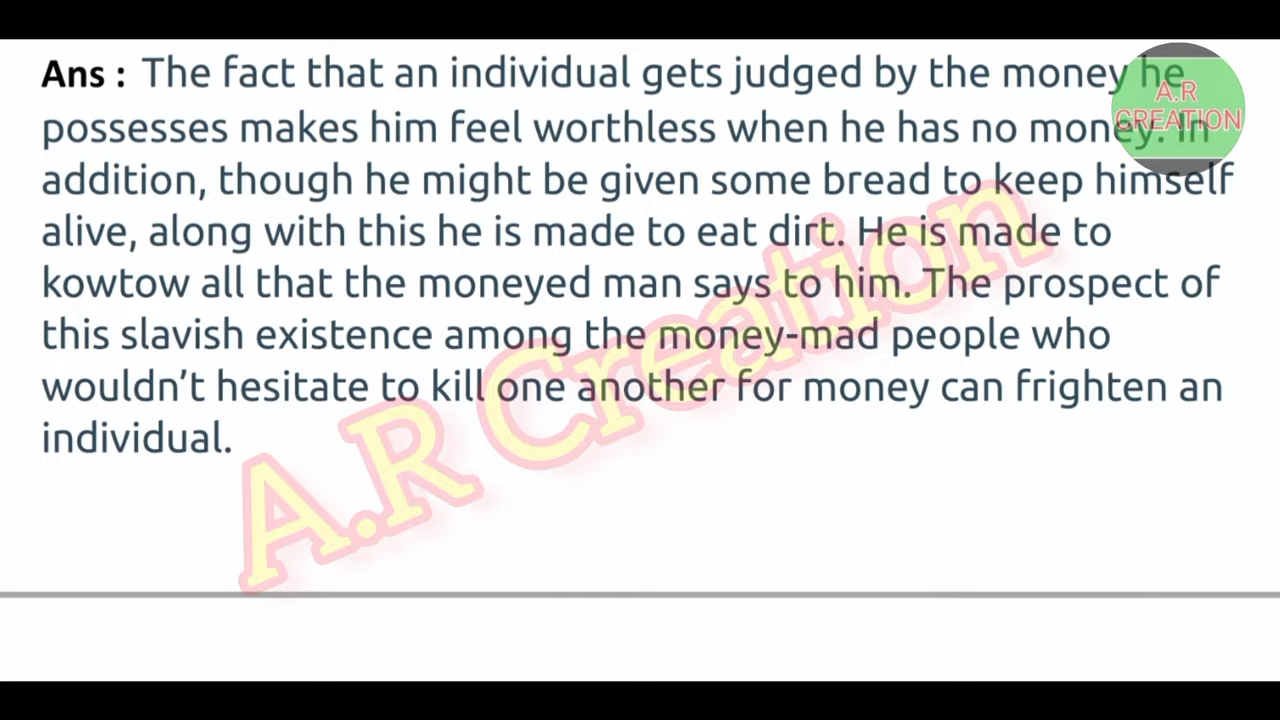 Ans : The fact that an individual gets judged by the money he
possesses makes him feel worthless when he has no money. In
addition, though he might be given some bread to keep himself
alive, along with this he is made to eat dirt. He is made to
kowtow all that the moneyed man says to him. The prospect of
this slavish existence among the money-mad people who
wouldn’t hesitate to kill one another for money can frighten an
individual.
A.R
CREATION
A.R Creation